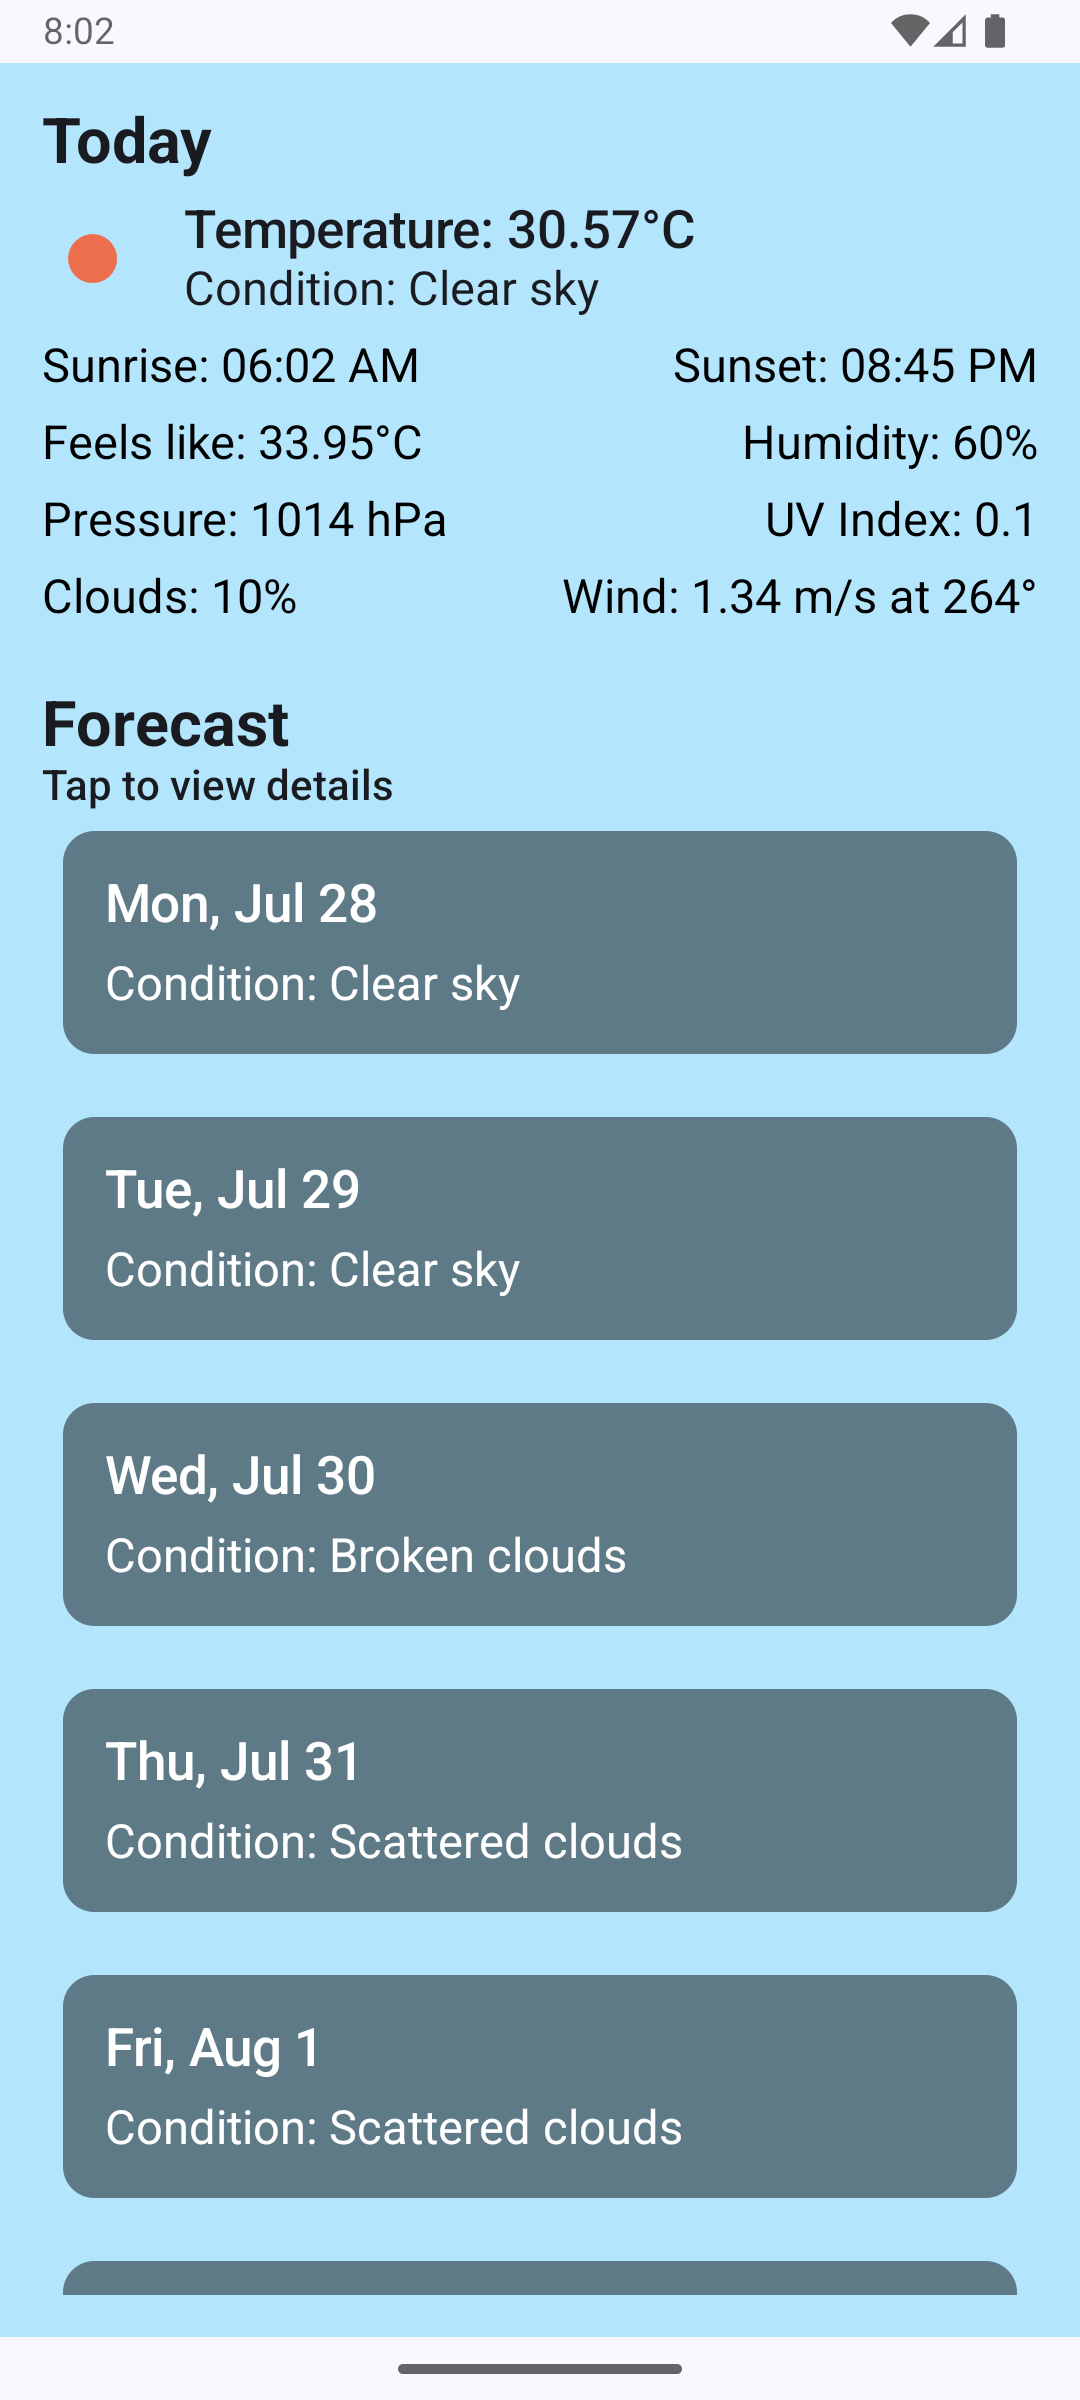 8:02
Today
Temperature: 30.57°C
Condition: Clear sky
Sunrise: 06:02 AM
Sunset: 08:45 PM
Feels like: 33.95°C
Humidity: 60%
Pressure: 1014 hPa
UV Index: 0.1
Clouds: 10%
Wind: 1.34 m/s at 264°
Forecast
Tap to view details
Mon, Jul 28
Condition: Clear sky
Tue, Jul 29
Condition: Clear sky
Wed, Jul 30
Condition: Broken clouds
Thu, Jul 31
Condition: Scattered clouds
Fri, Aug 1
Condition: Scattered clouds